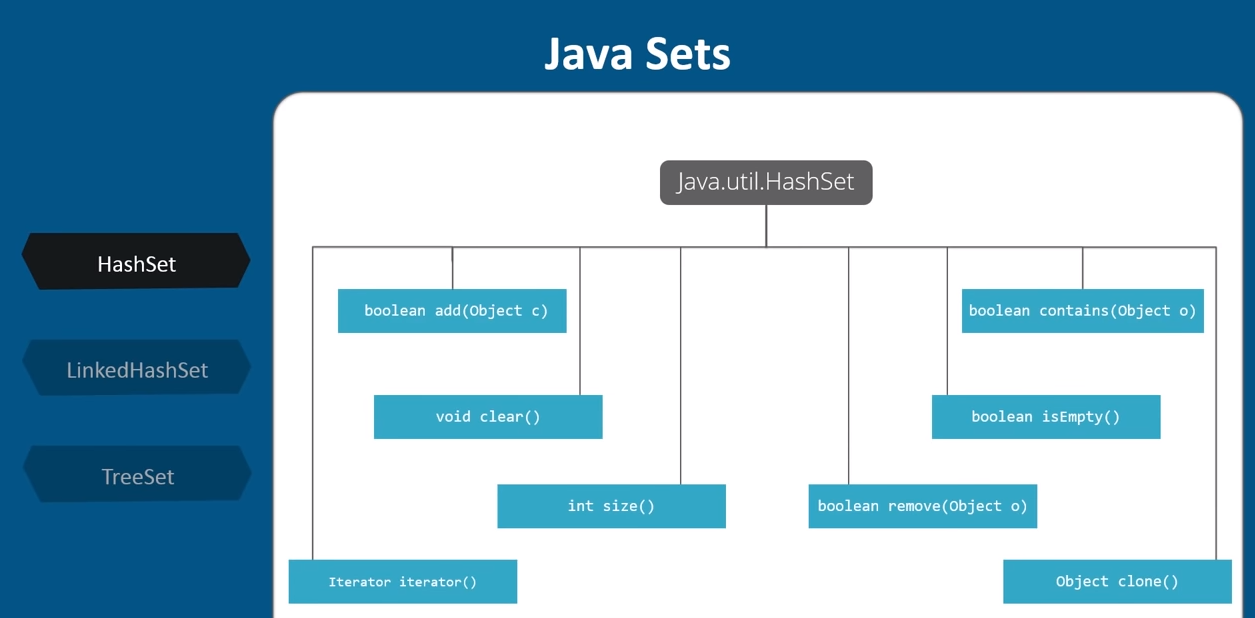 Java Sets
Java.util.HashSet
HashSet
LinkedHashSet
TreeSet
boolean add(Object c)
boolean contains(Object o)
void clear()
boolean isEmpty()
int size()
boolean remove(Object o)
Iterator iterator()
Object clone()